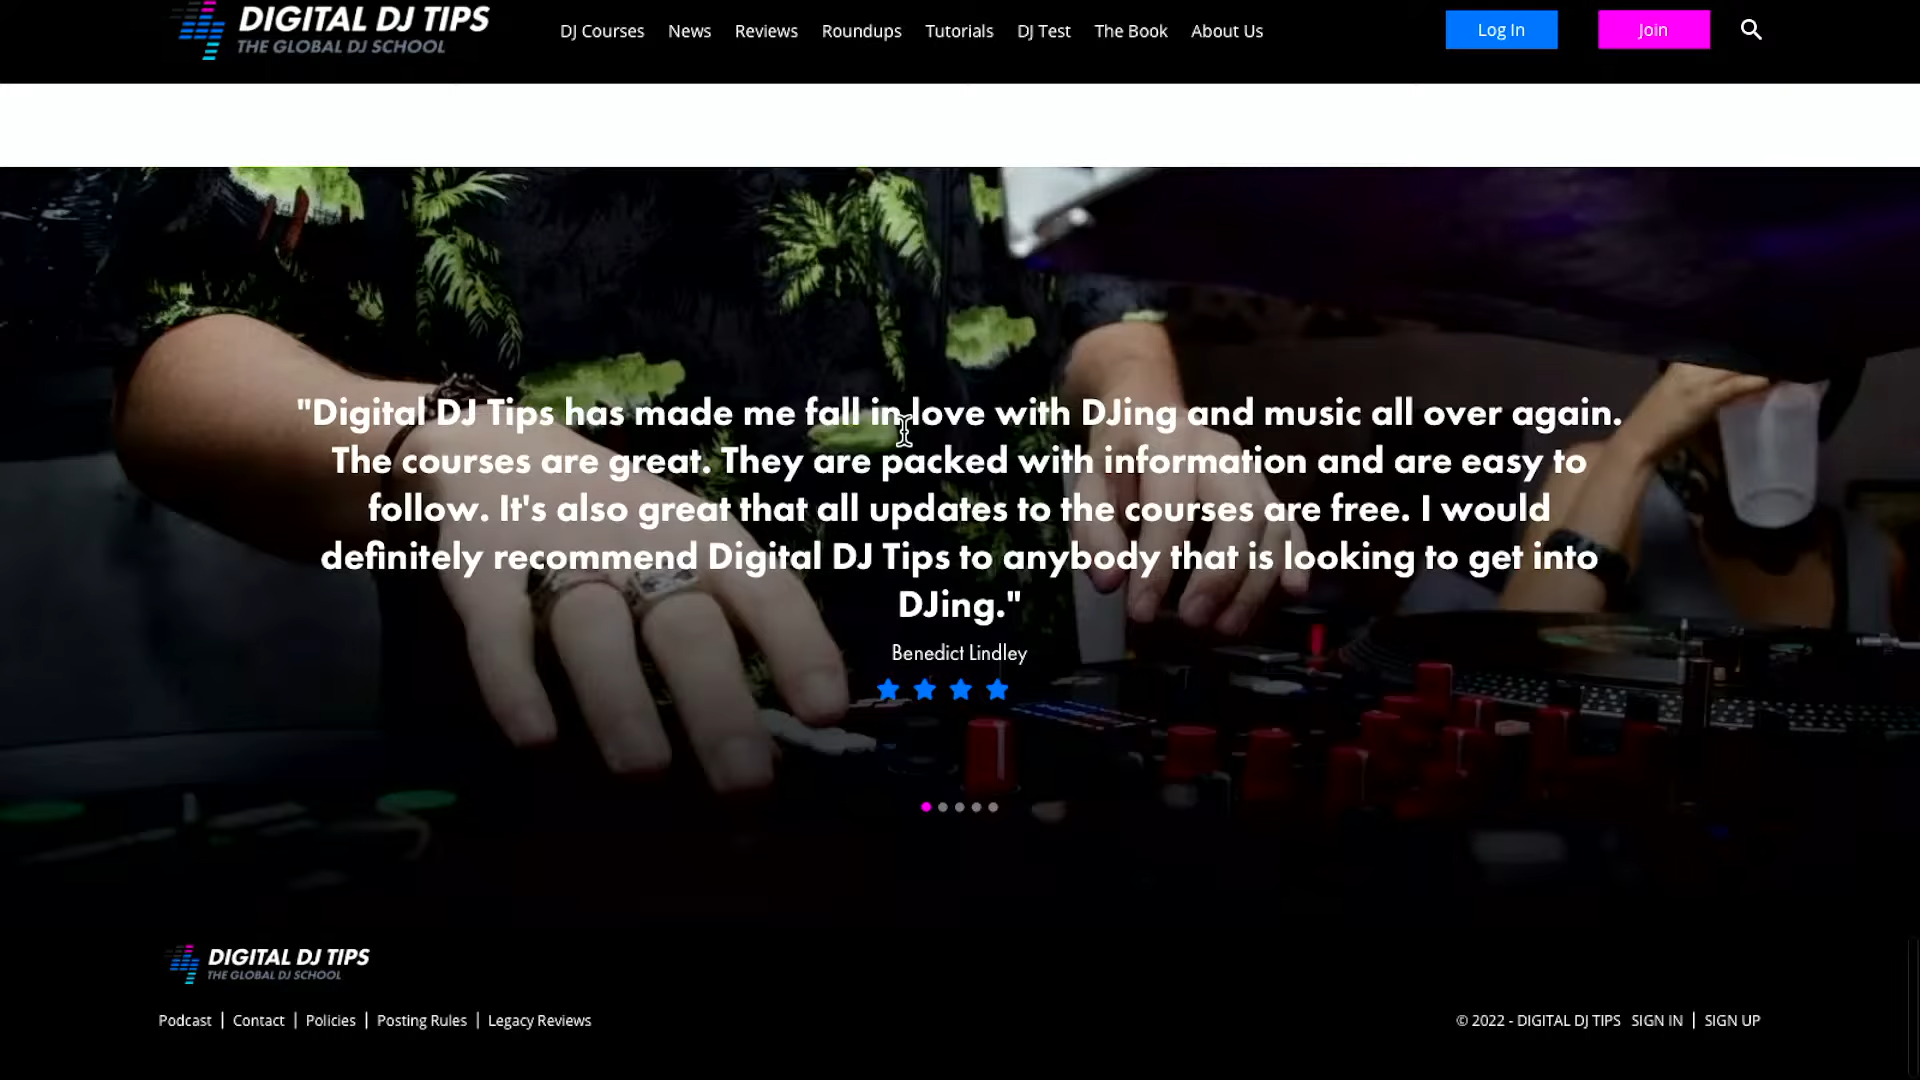 DIGITAL DJ TIPS
THE GLOBAL DJ SCHOOL
DJ Courses News Reviews Roundups Tutorials DJ Test The Book About Us
Log In Join
"Digital DJ Tips has made me fall in love with DJing and music all over again.
The courses are great. They are packed with information and are easy to
follow. It's also great that all updates to the courses are free. I would
definitely recommend Digital DJ Tips to anybody that is looking to get into
DJing."
Benedict Lindley
DIGITAL DJ TIPS
THE GLOBAL DJ SCHOOL
Podcast | Contact | Policies | Posting Rules | Legacy Reviews
© 2022 - DIGITAL DJ TIPS SIGN IN | SIGN UP